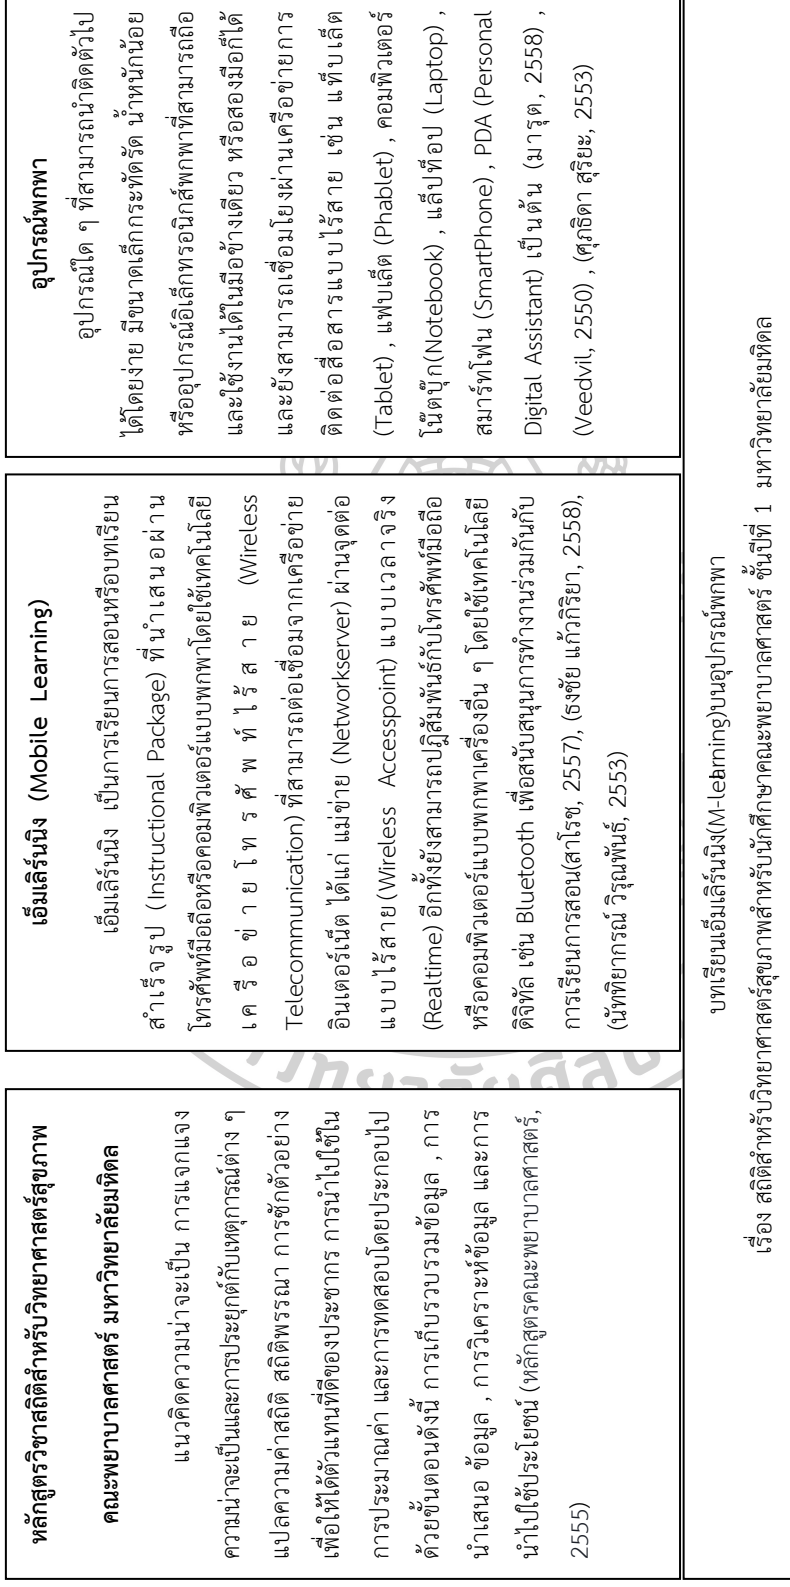 หลักสูตรวิชาสถิติสำหรับวิทยาศาสตร์สุขภาพ
คณะพยาบาลศาสตร์ มหาวิทยาลัยมหิดล
แนวคิดความน่าจะเป็น การแจกแจง
ความน่าจะเป็นและการประยุกต์กับเหตุการณ์ต่าง ๆ
แปลความค่าสถิติ สถิติพรรณา การชักตัวอย่าง
เพื่อให้ได้ตัวแทนที่ดีของประชากร การนำไปใช้ใน
การประมาณค่า และการทดสอบโดยประกอบไป
ด้วยขั้นตอนดังนี้ การเก็บรวบรวมข้อมูล , การ
นำเสนอ ข้อมูล , การวิเคราะห์ข้อมูล และการ
นำไปใช้ประโยชน์ (หลักสูตรคณะพยาบาลศาสตร์,
2555)
เอ็มเลิร์นนิง (Mobile Learning)
เอ็มเลิร์นนิง เป็นการเรียนการสอนหรือบทเรียน
สำเร็จรูป (Instructional Package) ที่นำเสนอผ่าน
โทรศัพท์มือถือหรือคอมพิวเตอร์แบบพกพาโดยใช้เทคโนโลยี
เครือข่ายโทรศัพท์ไร้สาย (Wireless
Telecommunication) ที่สามารถต่อเชื่อมจากเครือข่าย
อินเตอร์เน็ต ได้แก่ แม่ข่าย (Networkserver) ผ่านจุดต่อ
แบบไร้สาย(Wireless Accesspoint) แบบเวลาจริง
(Realtime) อีกทั้งยังสามารถปฏิสัมพันธ์กับโทรศัพท์มือถือ
หรือคอมพิวเตอร์แบบพกพาเครื่องอื่น ๆ โดยใช้เทคโนโลยี
ดิจิทัล เช่น Bluetooth เพื่อสนับสนุนการทำงานร่วมกันกับ
การเรียนการสอน(สาโรช, 2557), (ธงชัย แก้วกิริยา, 2558),
(นัททิยากรณ์ วิรุณพันธ์, 2553)
อุปกรณ์พกพา
อุปกรณ์ใด ๆ ที่สามารถนำติดตัวไป
ได้โดยง่าย มีขนาดเล็กกระทัดรัด น้ำหนักน้อย
หรืออุปกรณ์อิเล็กทรอนิกส์พกพาที่สามารถถือ
และใช้งานได้ในมือข้างเดียว หรือสองมือก็ได้
และยังสามารถเชื่อมโยงผ่านเครือข่ายการ
ติดต่อสื่อสารแบบไร้สาย เช่น แท็บเล็ต
(Tablet) , แฟบเล็ต (Phablet) , คอมพิวเตอร์
โน๊ตบุ๊ก(Notebook) , แล็ปท็อป (Laptop) ,
สมาร์ทโฟน (SmartPhone) , PDA (Personal
Digital Assistant) เป็นต้น (มารุต, 2558) ,
(Veedvil, 2550) , (ศุภธิดา สุริยะ, 2553)
บทเรียนเอ็มเลิร์นนิง(M-learning)บนอุปกรณ์พกพา
เรื่อง สถิติสำหรับวิทยาศาสตร์สุขภาพสำหรับนักศึกษาคณะพยาบาลศาสตร์ ชั้นปีที่ 1 มหาวิทยาลัยมหิดล